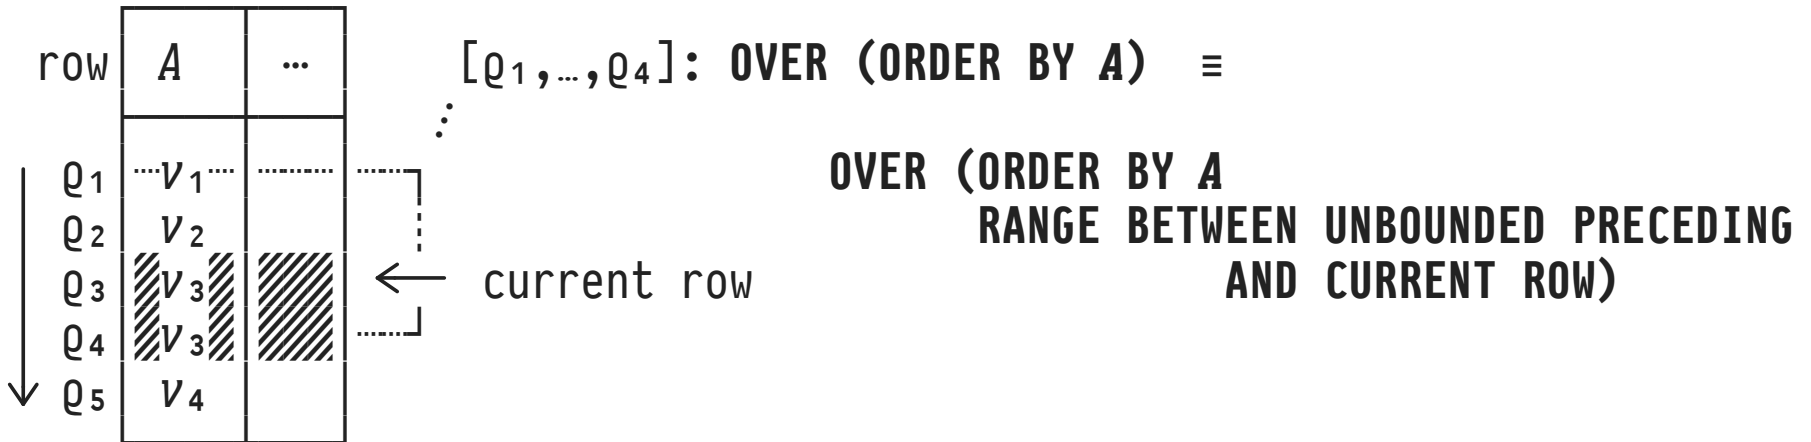 row A … [ϱ₁,…,ϱ₄]: OVER (ORDER BY A) ≡
ϱ₁ v₁ OVER (ORDER BY A
ϱ₂ v₂ RANGE BETWEEN UNBOUNDED PRECEDING
ϱ₃ v₃ current row AND CURRENT ROW)
ϱ₄ v₃
ϱ₅ v₄